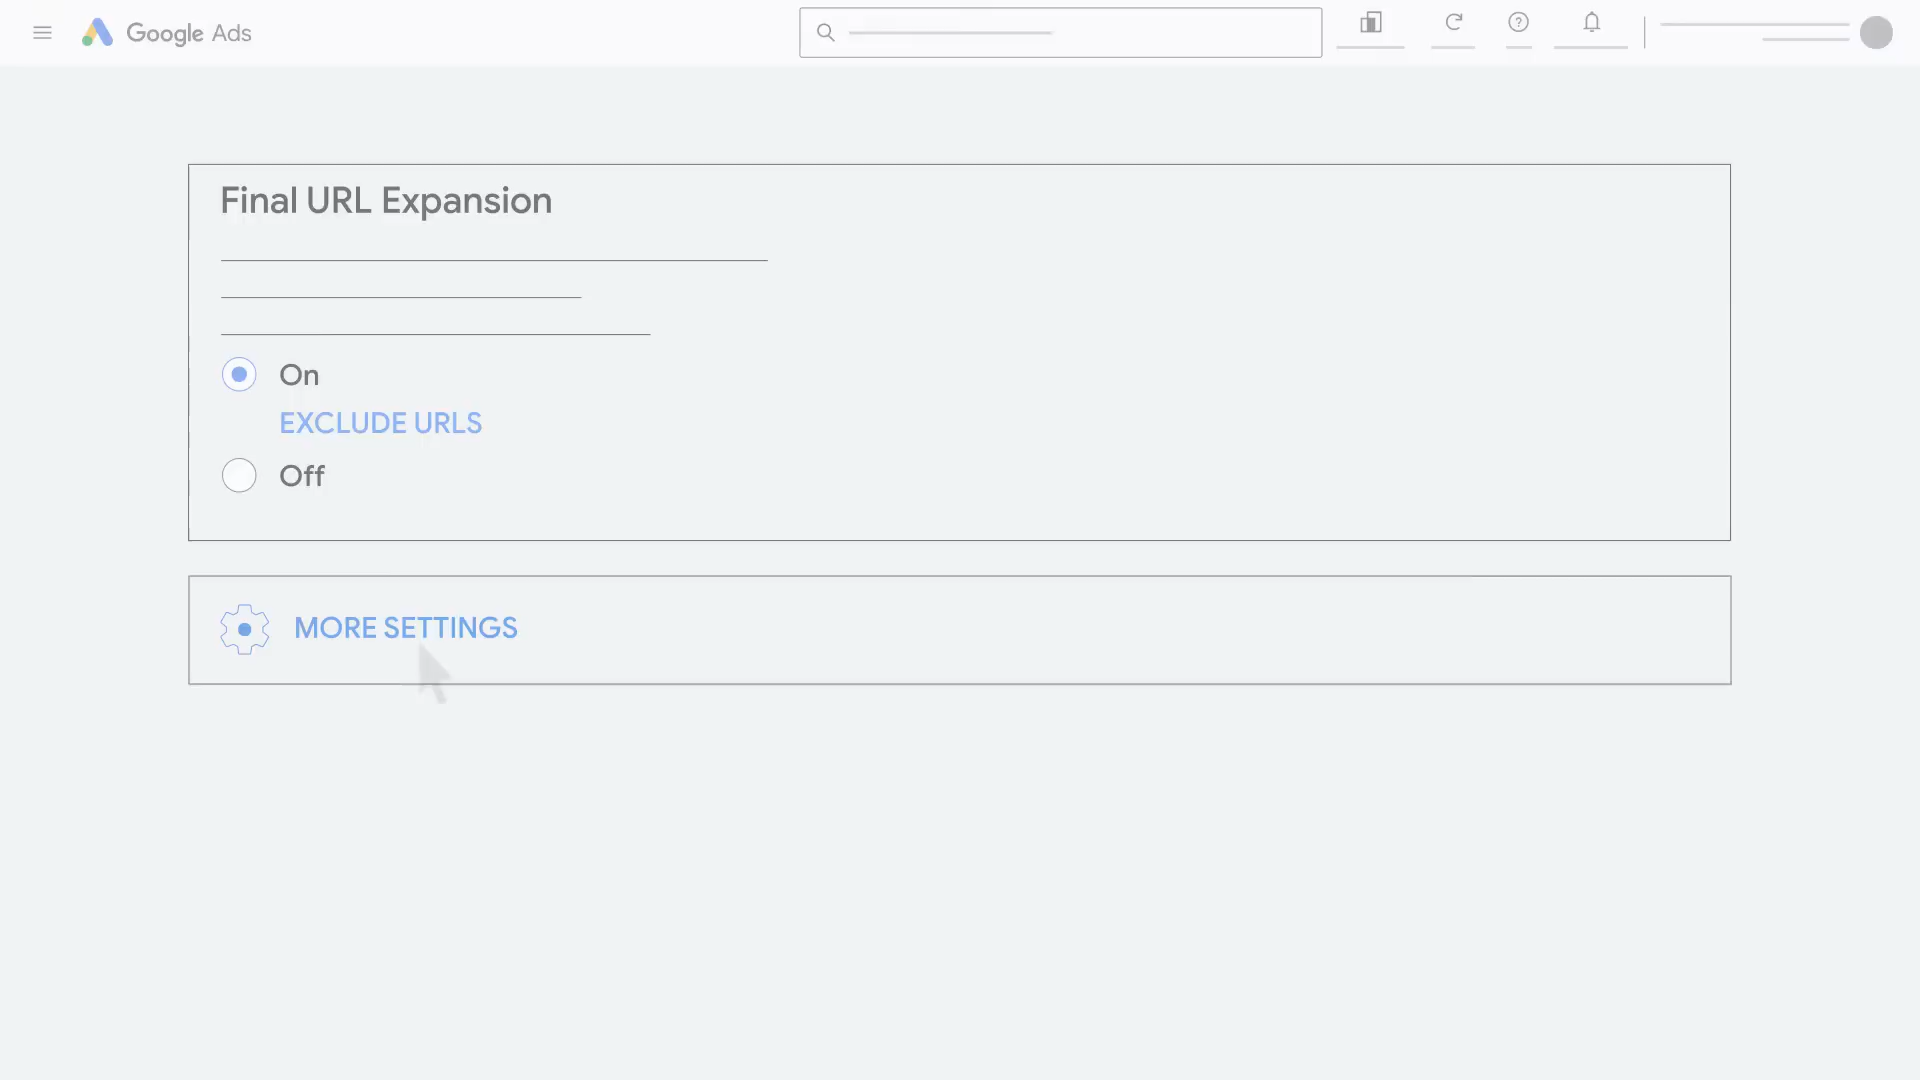 Google Ads
Final URL Expansion
On
EXCLUDE URLS
Off
MORE SETTINGS